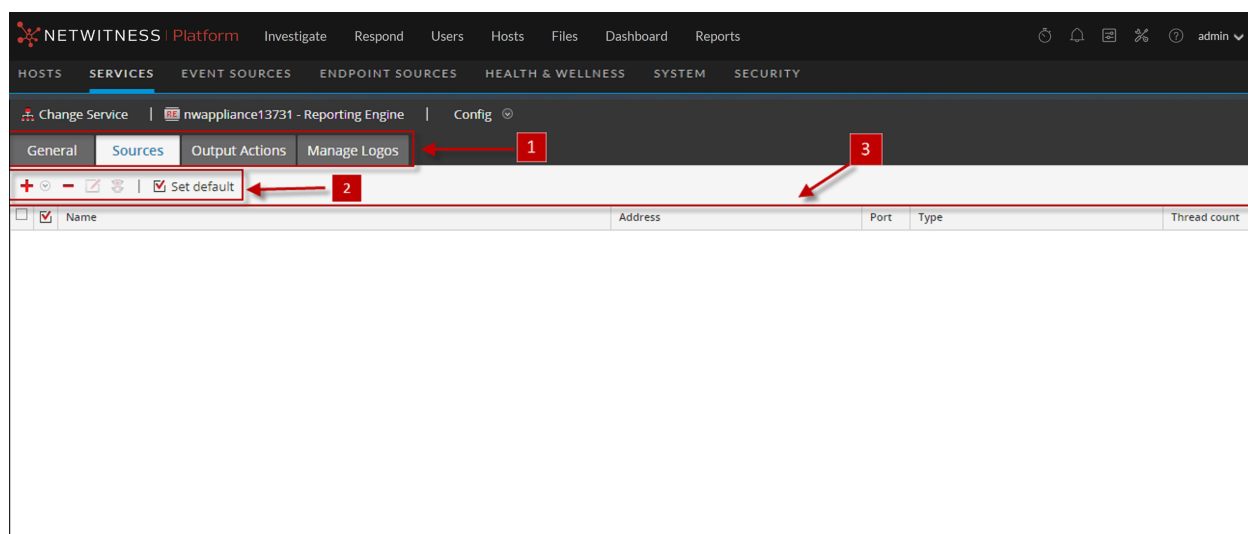 NETWITNESS Platform Investigate Respond Users Hosts Files Dashboard Reports admin
HOSTS SERVICES EVENT SOURCES ENDPOINT SOURCES HEALTH & WELLNESS SYSTEM SECURITY
Change Service | RE nwappliance13731 - Reporting Engine | Config
General Sources Output Actions Manage Logos 1 3
Set default 2
Name Address Port Type Thread count